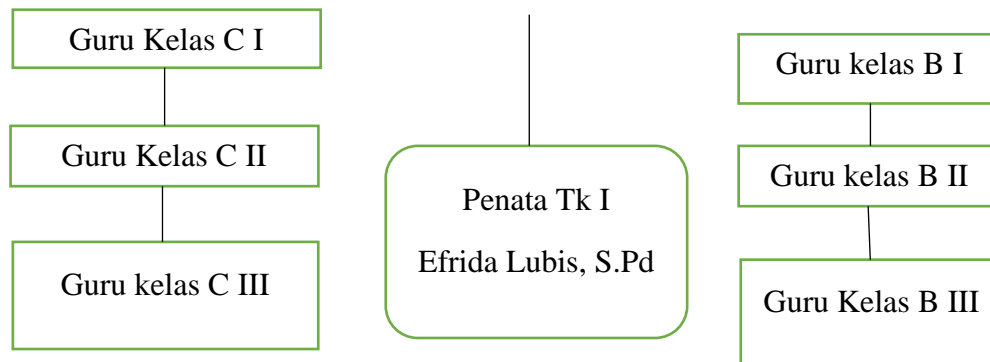 Guru Kelas C I
Guru Kelas C II
Guru kelas C III
Penata Tk I
Efrida Lubis, S.Pd
Guru kelas B I
Guru kelas B II
Guru Kelas B III